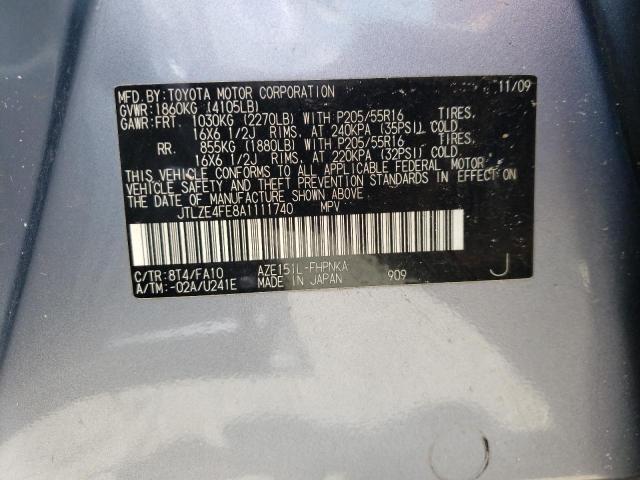 MFD.BY:TOYOTA MOTOR CORPORATION 11/09
GVWR:1860KG (4105LB)
GAWR:FRT. 1030KG (2270LB) WITH P205/55R16 TIRES,
16X6 1/2J RIMS, AT 240KPA (35PSI) COLD
RR. 855KG (1880LB) WITH P205/55R16 TIRES,
16X6 1/2J RIMS, AT 220KPA (32PSI) COLD
THIS VEHICLE CONFORMS TO ALL APPLICABLE FEDERAL MOTOR
VEHICLE SAFETY AND THEFT PREVENTION STANDARDS IN EFFECT ON
THE DATE OF MANUFACTURE SHOWN ABOVE.
JTLZE4FE8A1111740 MPV
C/TR:8T4/FA10 AZE151L-FHPNKA
A/TM:-02A/U241E MADE IN JAPAN 909 J